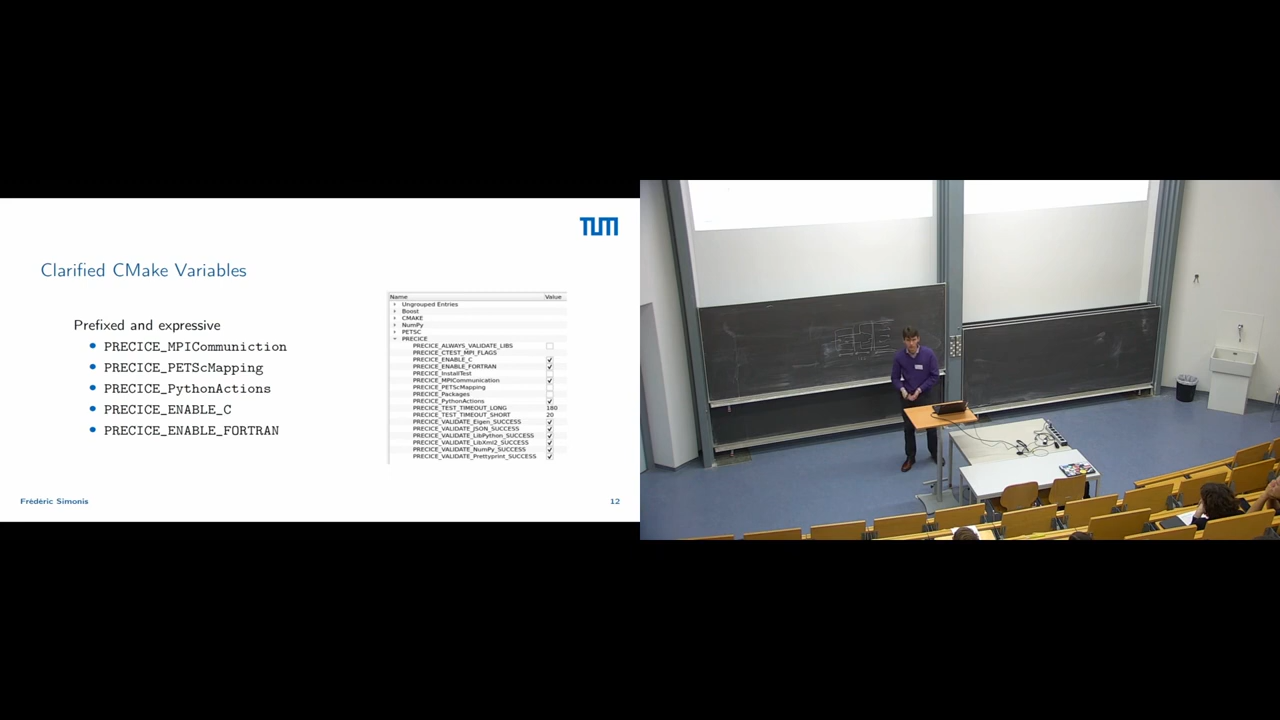 TUM
Clarified CMake Variables
Prefixed and expressive
PRECICE_MPICommuniction
PRECICE_PETScMapping
PRECICE_PythonActions
PRECICE_ENABLE_C
PRECICE_ENABLE_FORTRAN
Name Value
Ungrouped Entries
Boost
CMAKE
NumPy
PETSC
PRECICE
PRECICE_ALWAYS_VALIDATE_LIBS
PRECICE_CTEST_MPI_FLAGS
PRECICE_ENABLE_C
PRECICE_ENABLE_FORTRAN
PRECICE_InstallTest
PRECICE_MPICommunication
PRECICE_PETScMapping
PRECICE_Packages
PRECICE_PythonActions
PRECICE_TEST_TIMEOUT_LONG 180
PRECICE_TEST_TIMEOUT_SHORT 20
PRECICE_VALIDATE_Eigen_SUCCESS
PRECICE_VALIDATE_JSON_SUCCESS
PRECICE_VALIDATE_LibPython_SUCCESS
PRECICE_VALIDATE_LibXml2_SUCCESS
PRECICE_VALIDATE_NumPy_SUCCESS
PRECICE_VALIDATE_Prettyprint_SUCCESS
Frédéric Simonis 12